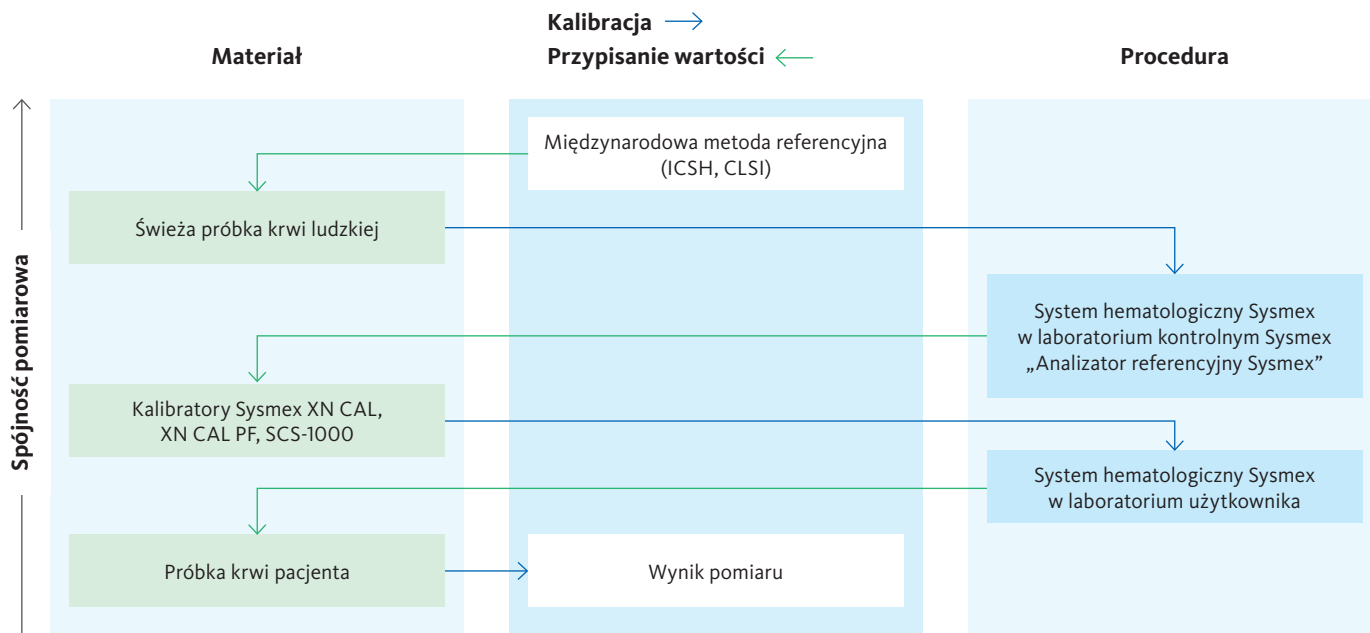 Kalibracja
Materiał
Przypisanie wartości
Procedura
Spójność pomiarowa
Międzynarodowa metoda referencyjna
(ICSH, CLSI)
Świeża próbka krwi ludzkiej
System hematologiczny Sysmex
w laboratorium kontrolnym Sysmex
„Analizator referencyjny Sysmex”
Kalibratory Sysmex XN CAL,
XN CAL PF, SCS-1000
System hematologiczny Sysmex
w laboratorium użytkownika
Próbka krwi pacjenta
Wynik pomiaru